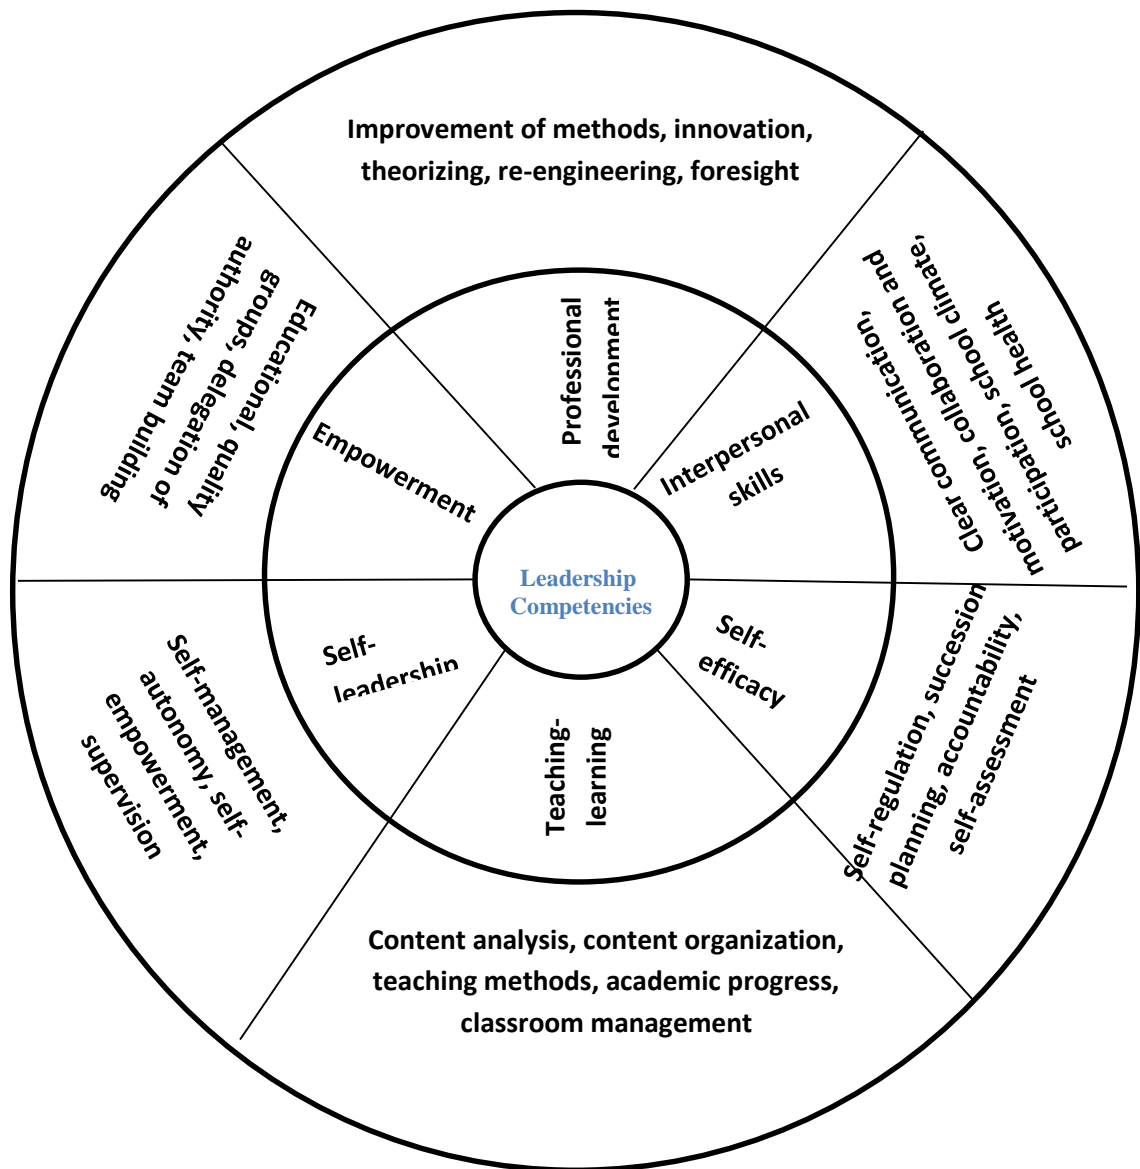 Improvement of methods, innovation,
theorizing, re-engineering, foresight
Professional
development
Clear communication,
motivation, collaboration and
participation, school climate,
school health
Interpersonal
skills
Self-regulation, succession
planning, accountability,
self-assessment
Self-
efficacy
Content analysis, content organization,
teaching methods, academic progress,
classroom management
Teaching-
learning
Self-management,
autonomy, self-
empowerment,
supervision
Self-
leadership
Educational, quality
groups, delegation of
authority, team building
Empowerment
Leadership
Competencies